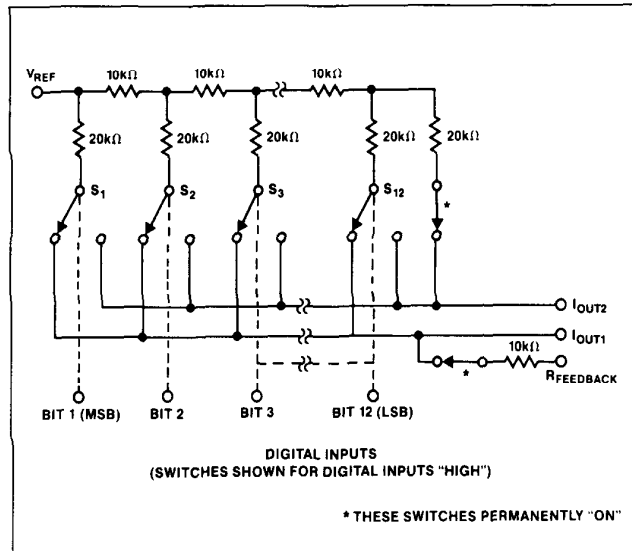 VREF
10kΩ 10kΩ 10kΩ
20kΩ 20kΩ 20kΩ 20kΩ 20kΩ
S1 S2 S3 S12 *
IOUT2
IOUT1
10kΩ
* RFEEDBACK
BIT 1 (MSB) BIT 2 BIT 3 BIT 12 (LSB)
DIGITAL INPUTS
(SWITCHES SHOWN FOR DIGITAL INPUTS "HIGH")
* THESE SWITCHES PERMANENTLY "ON"